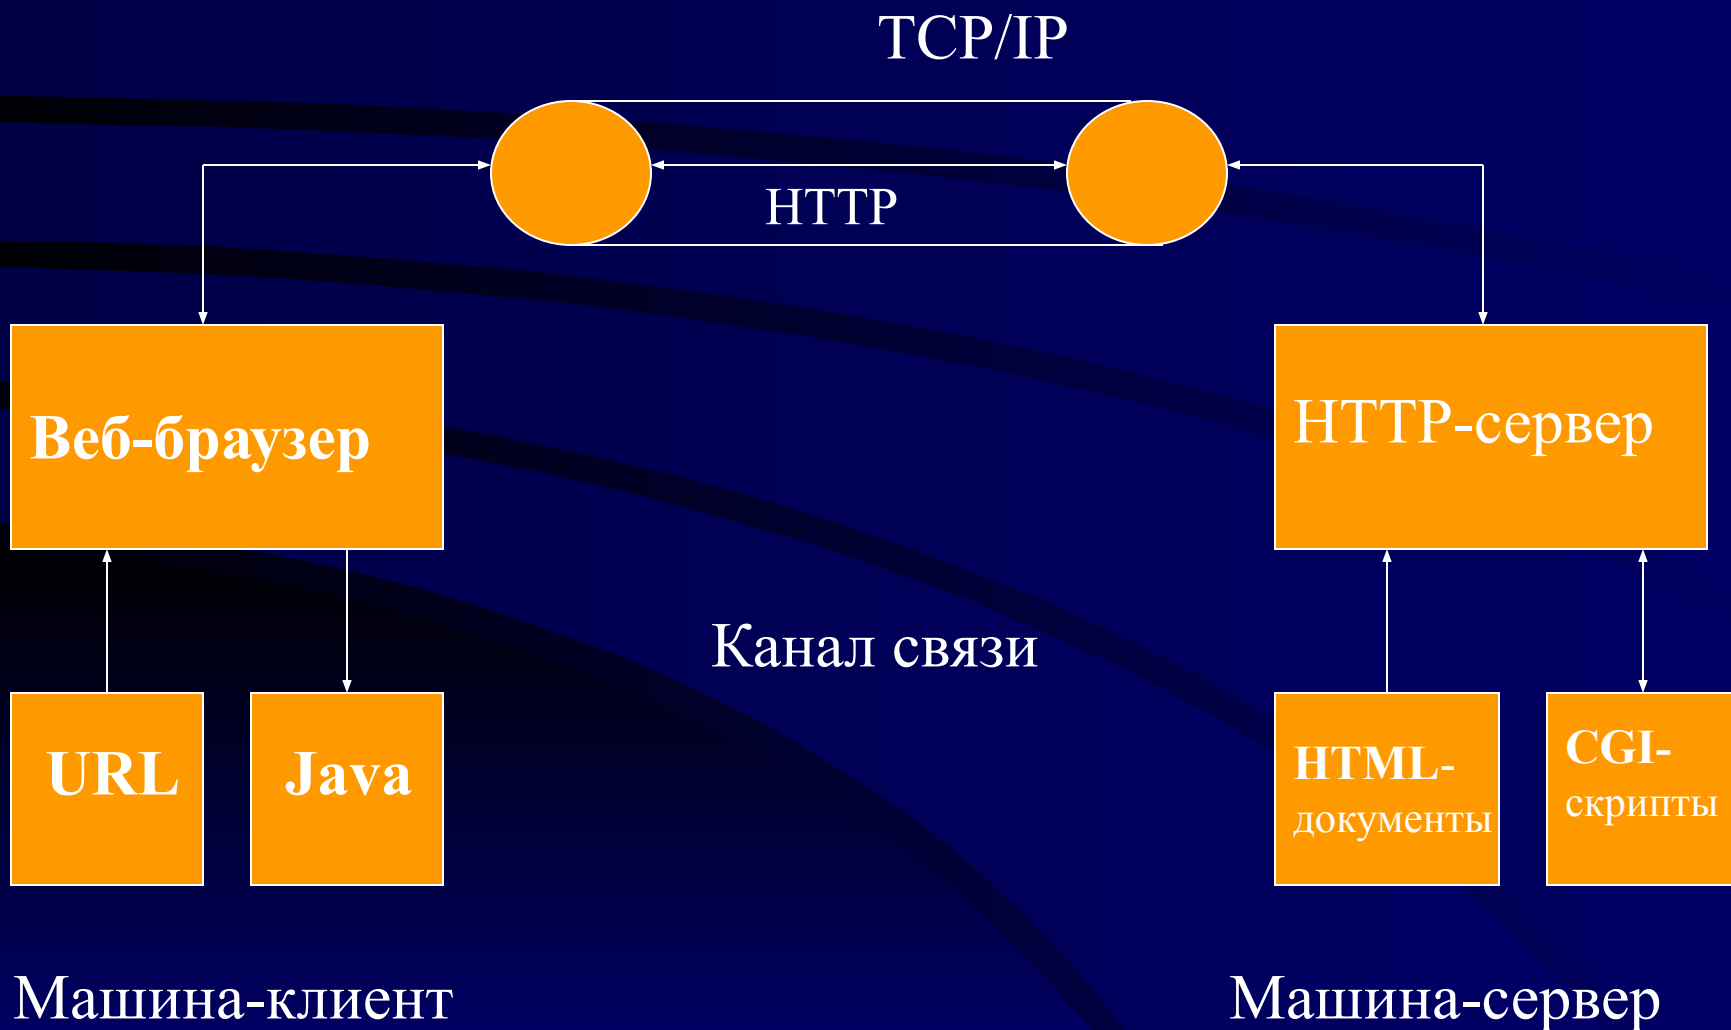 TCP/IP
HTTP
Веб-браузер
HTTP-сервер
Канал связи
URL
Java
HTML-
документы
CGI-
скрипты
Машина-клиент
Машина-сервер